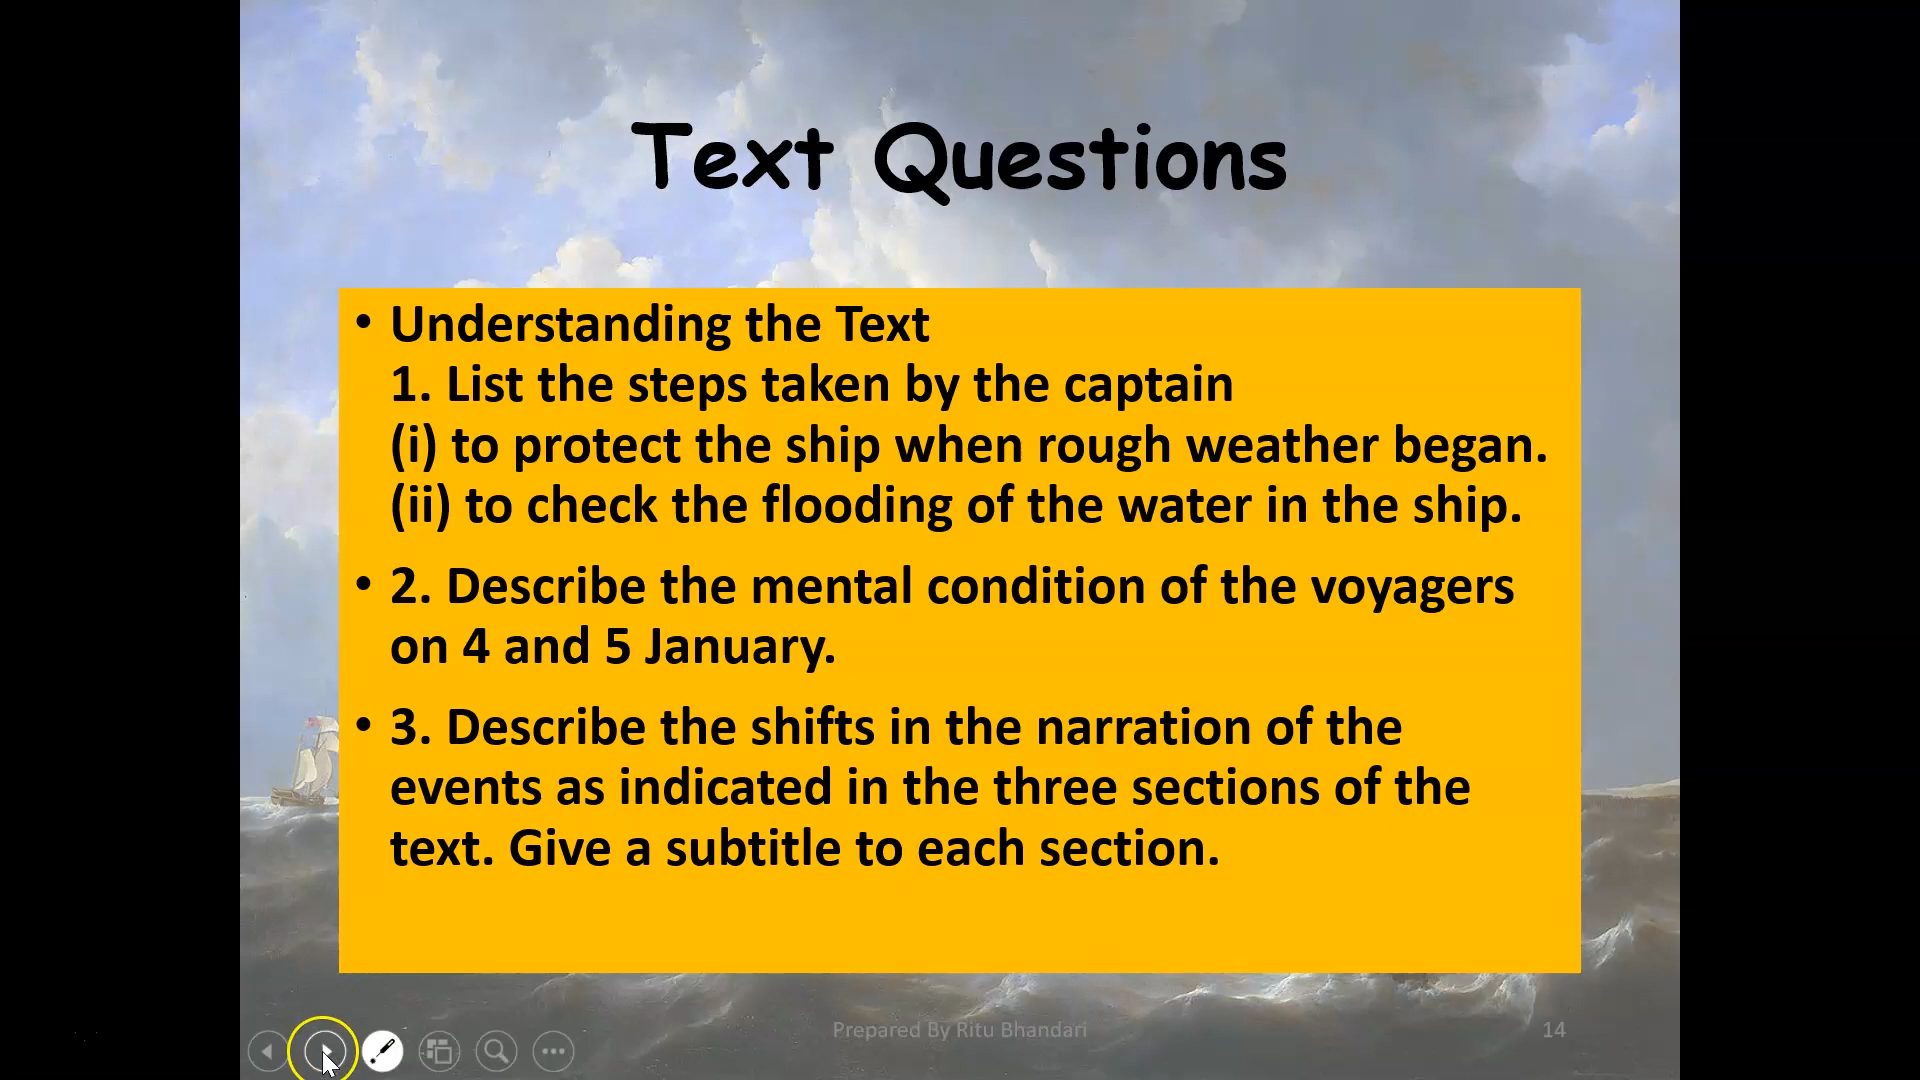 Text Questions
• Understanding the Text
1. List the steps taken by the captain
(i) to protect the ship when rough weather began.
(ii) to check the flooding of the water in the ship.
• 2. Describe the mental condition of the voyagers
on 4 and 5 January.
• 3. Describe the shifts in the narration of the
events as indicated in the three sections of the
text. Give a subtitle to each section.
Prepared By Ritu Bhandari
14